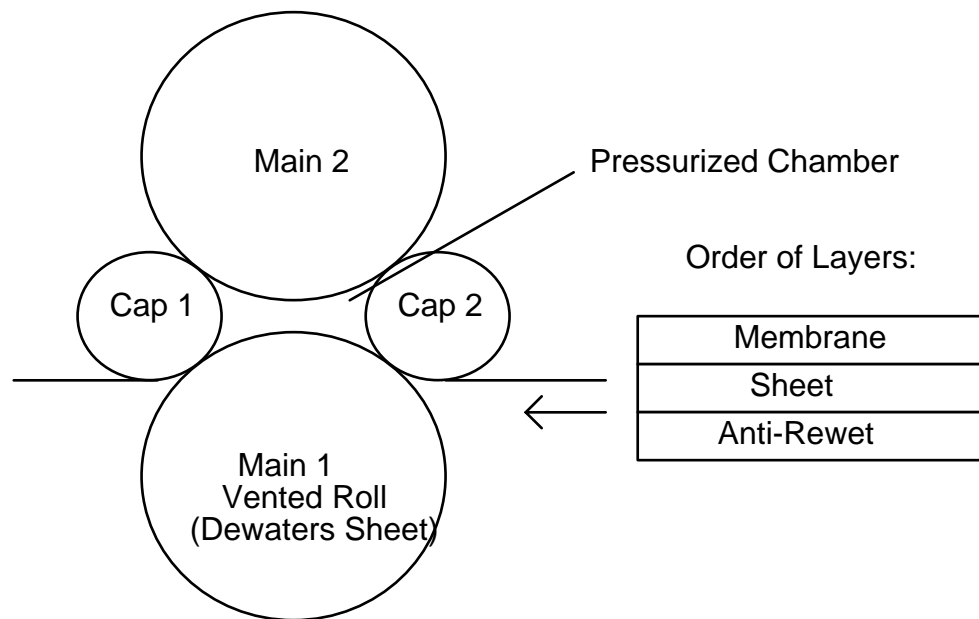 Main 2
Pressurized Chamber
Order of Layers:
Cap 1
Cap 2
Membrane
Sheet
Anti-Rewet
Main 1
Vented Roll
(Dewaters Sheet)